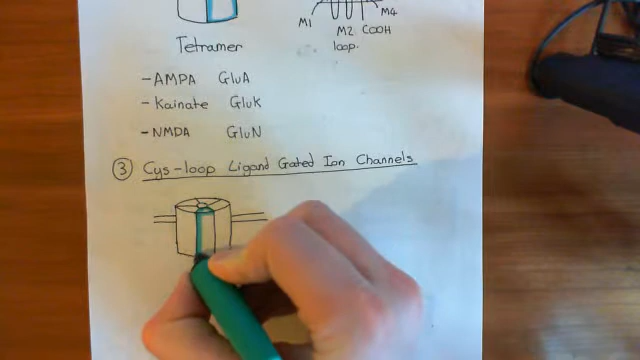 M1 M4
M2 COOH
loop.
Tetramer
-AMPA GluA
-Kainate GluK
-NMDA GluN
③ Cys-loop Ligand Gated Ion Channels